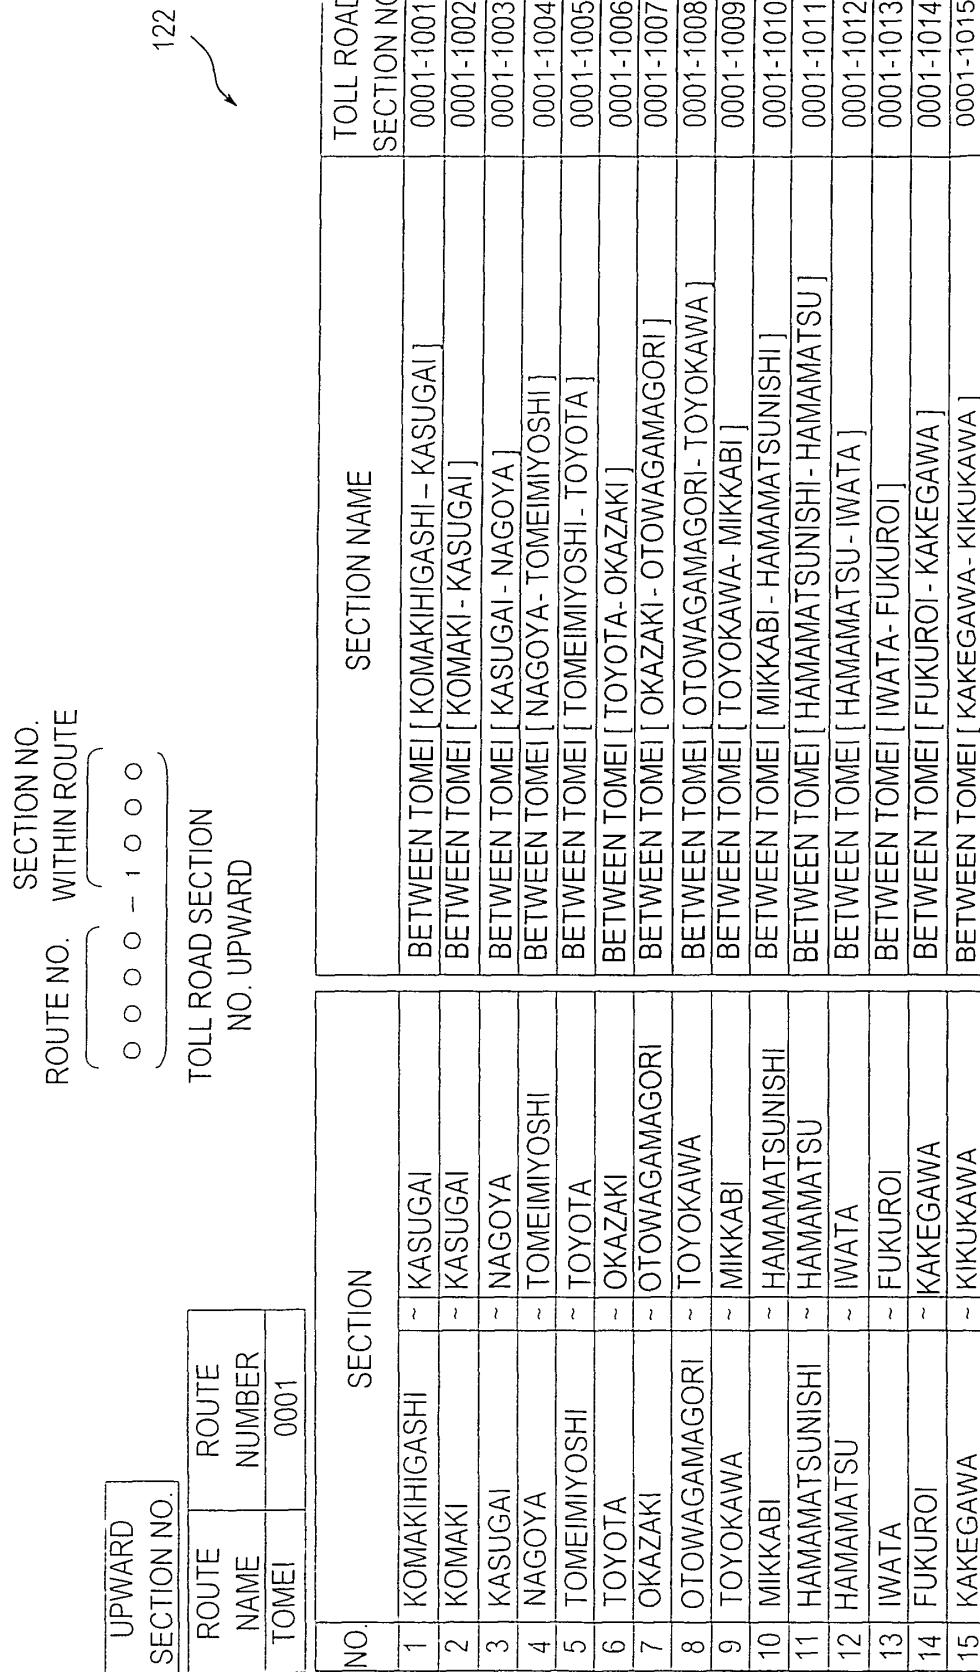 122
SECTION NO.
ROUTE NO. WITHIN ROUTE
○ ○ ○ ○ – 1 ○ ○ ○
TOLL ROAD SECTION
NO. UPWARD
UPWARD
SECTION NO.
ROUTE NAME ROUTE NUMBER
TOMEI 0001
NO. SECTION SECTION NAME TOLL ROAD SECTION NO
1 KOMAKIHIGASHI ~ KASUGAI BETWEEN TOMEI [ KOMAKIHIGASHI – KASUGAI ] 0001-1001
2 KOMAKI ~ KASUGAI BETWEEN TOMEI [ KOMAKI - KASUGAI ] 0001-1002
3 KASUGAI ~ NAGOYA BETWEEN TOMEI [ KASUGAI - NAGOYA ] 0001-1003
4 NAGOYA ~ TOMEIMIYOSHI BETWEEN TOMEI [ NAGOYA - TOMEIMIYOSHI ] 0001-1004
5 TOMEIMIYOSHI ~ TOYOTA BETWEEN TOMEI [ TOMEIMIYOSHI - TOYOTA ] 0001-1005
6 TOYOTA ~ OKAZAKI BETWEEN TOMEI [ TOYOTA - OKAZAKI ] 0001-1006
7 OKAZAKI ~ OTOWAGAMAGORI BETWEEN TOMEI [ OKAZAKI - OTOWAGAMAGORI ] 0001-1007
8 OTOWAGAMAGORI ~ TOYOKAWA BETWEEN TOMEI [ OTOWAGAMAGORI - TOYOKAWA ] 0001-1008
9 TOYOKAWA ~ MIKKABI BETWEEN TOMEI [ TOYOKAWA - MIKKABI ] 0001-1009
10 MIKKABI ~ HAMAMATSUNISHI BETWEEN TOMEI [ MIKKABI - HAMAMATSUNISHI ] 0001-1010
11 HAMAMATSUNISHI ~ HAMAMATSU BETWEEN TOMEI [ HAMAMATSUNISHI - HAMAMATSU ] 0001-1011
12 HAMAMATSU ~ IWATA BETWEEN TOMEI [ HAMAMATSU - IWATA ] 0001-1012
13 IWATA ~ FUKUROI BETWEEN TOMEI [ IWATA - FUKUROI ] 0001-1013
14 FUKUROI ~ KAKEGAWA BETWEEN TOMEI [ FUKUROI - KAKEGAWA ] 0001-1014
15 KAKEGAWA ~ KIKUKAWA BETWEEN TOMEI [ KAKEGAWA - KIKUKAWA ] 0001-1015